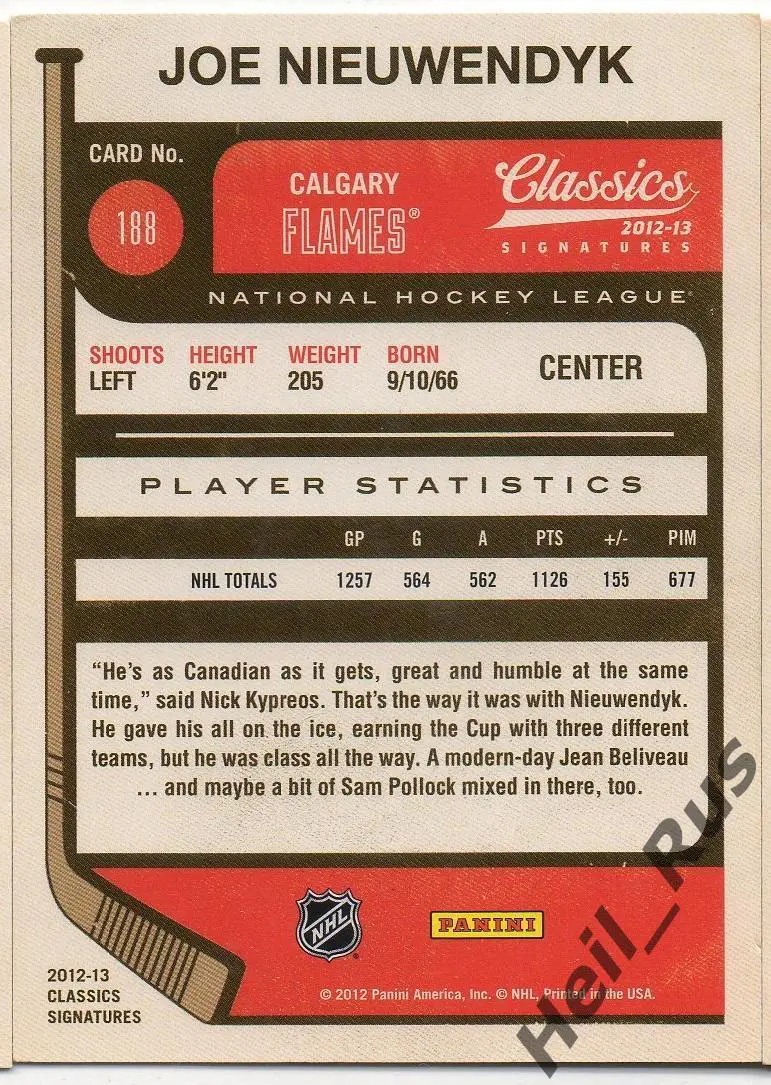 JOE NIEUWENDYK
CARD No.
188
CALGARY
FLAMES®
Classics
2012-13
SIGNATURES
NATIONAL HOCKEY LEAGUE®
SHOOTS HEIGHT WEIGHT BORN
LEFT 6'2" 205 9/10/66
CENTER
PLAYER STATISTICS
GP G A PTS +/- PIM
NHL TOTALS 1257 564 562 1126 155 677
“He's as Canadian as it gets, great and humble at the same
time,” said Nick Kypreos. That's the way it was with Nieuwendyk.
He gave his all on the ice, earning the Cup with three different
teams, but he was class all the way. A modern-day Jean Beliveau
... and maybe a bit of Sam Pollock mixed in there, too.
NHL
PANINI
2012-13
CLASSICS
SIGNATURES
© 2012 Panini America, Inc. © NHL, Printed in the USA.
Heil_Rus